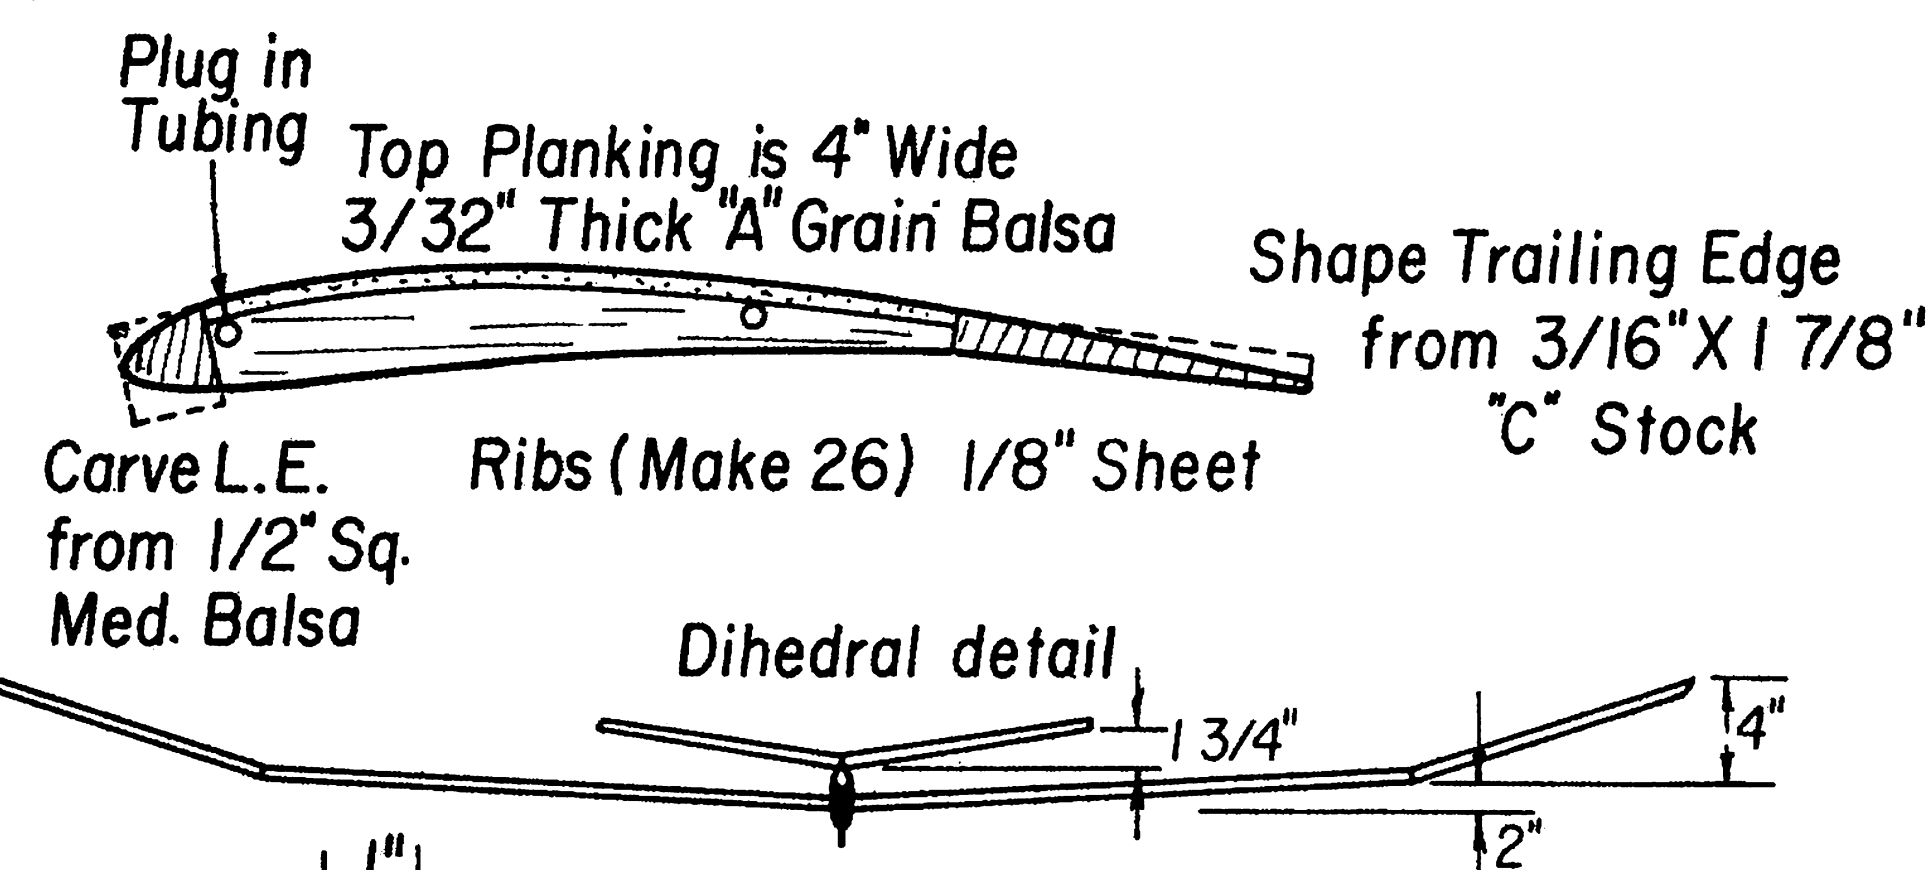 Plug in
Tubing
Top Planking is 4" Wide
3/32" Thick "A" Grain Balsa
Shape Trailing Edge
from 3/16" X 1 7/8"
"C" Stock
Carve L.E.
from 1/2" Sq.
Med. Balsa
Ribs (Make 26) 1/8" Sheet
Dihedral detail
1 3/4"
4"
2"
1"